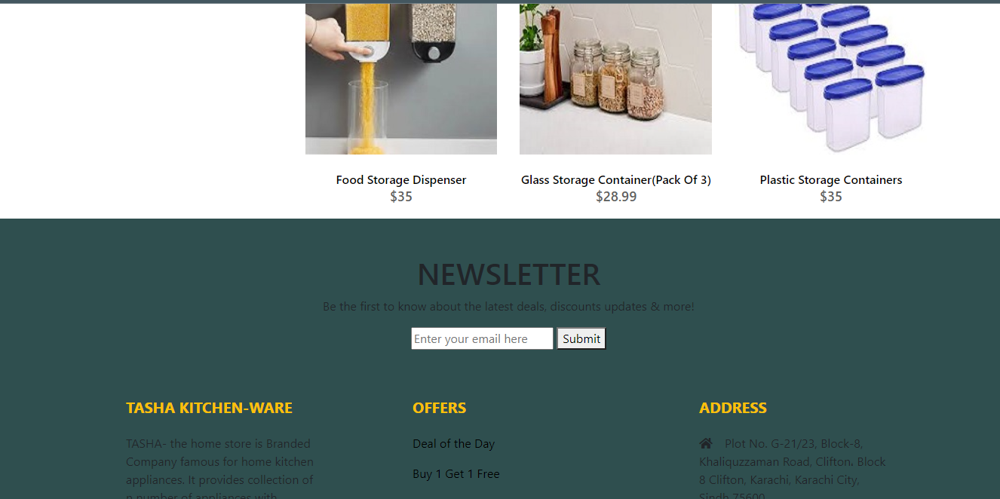 Food Storage Dispenser
$35
Glass Storage Container(Pack Of 3)
$28.99
Plastic Storage Containers
$35
NEWSLETTER
Be the first to know about the latest deals, discounts updates & more!
Enter your email here Submit
TASHA KITCHEN-WARE
TASHA- the home store is Branded
Company famous for home kitchen
appliances. It provides collection of
n number of appliances with
OFFERS
Deal of the Day
Buy 1 Get 1 Free
ADDRESS
Plot No. G-21/23, Block-8,
Khaliquzzaman Road, Clifton. Block
8 Clifton, Karachi, Karachi City,
Sindh 75600